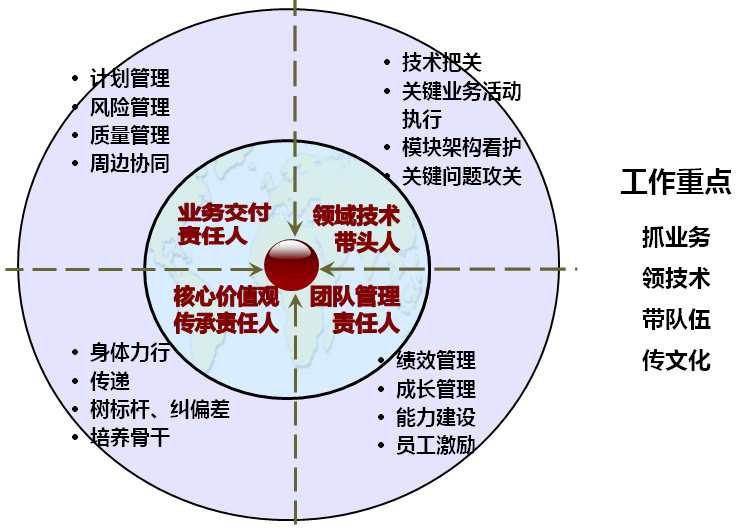 • 计划管理
• 风险管理
• 质量管理
• 周边协同
• 技术把关
• 关键业务活动
执行
• 模块架构看护
• 关键问题攻关
业务交付
责任人
领域技术
带头人
核心价值观
传承责任人
团队管理
责任人
• 身体力行
• 传递
• 树标杆、纠偏差
• 培养骨干
• 绩效管理
• 成长管理
• 能力建设
• 员工激励
工作重点
抓业务
领技术
带队伍
传文化